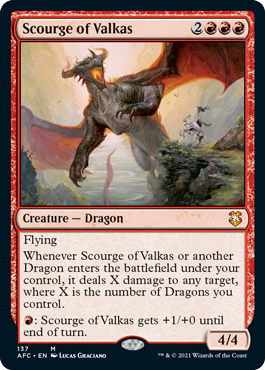 Scourge of Valkas 2
Creature — Dragon
Flying
Whenever Scourge of Valkas or another
Dragon enters the battlefield under your
control, it deals X damage to any target,
where X is the number of Dragons you
control.
: Scourge of Valkas gets +1/+0 until
end of turn.
4/4
137 M
AFC • EN Lucas Graciano ™ & © 2021 Wizards of the Coast